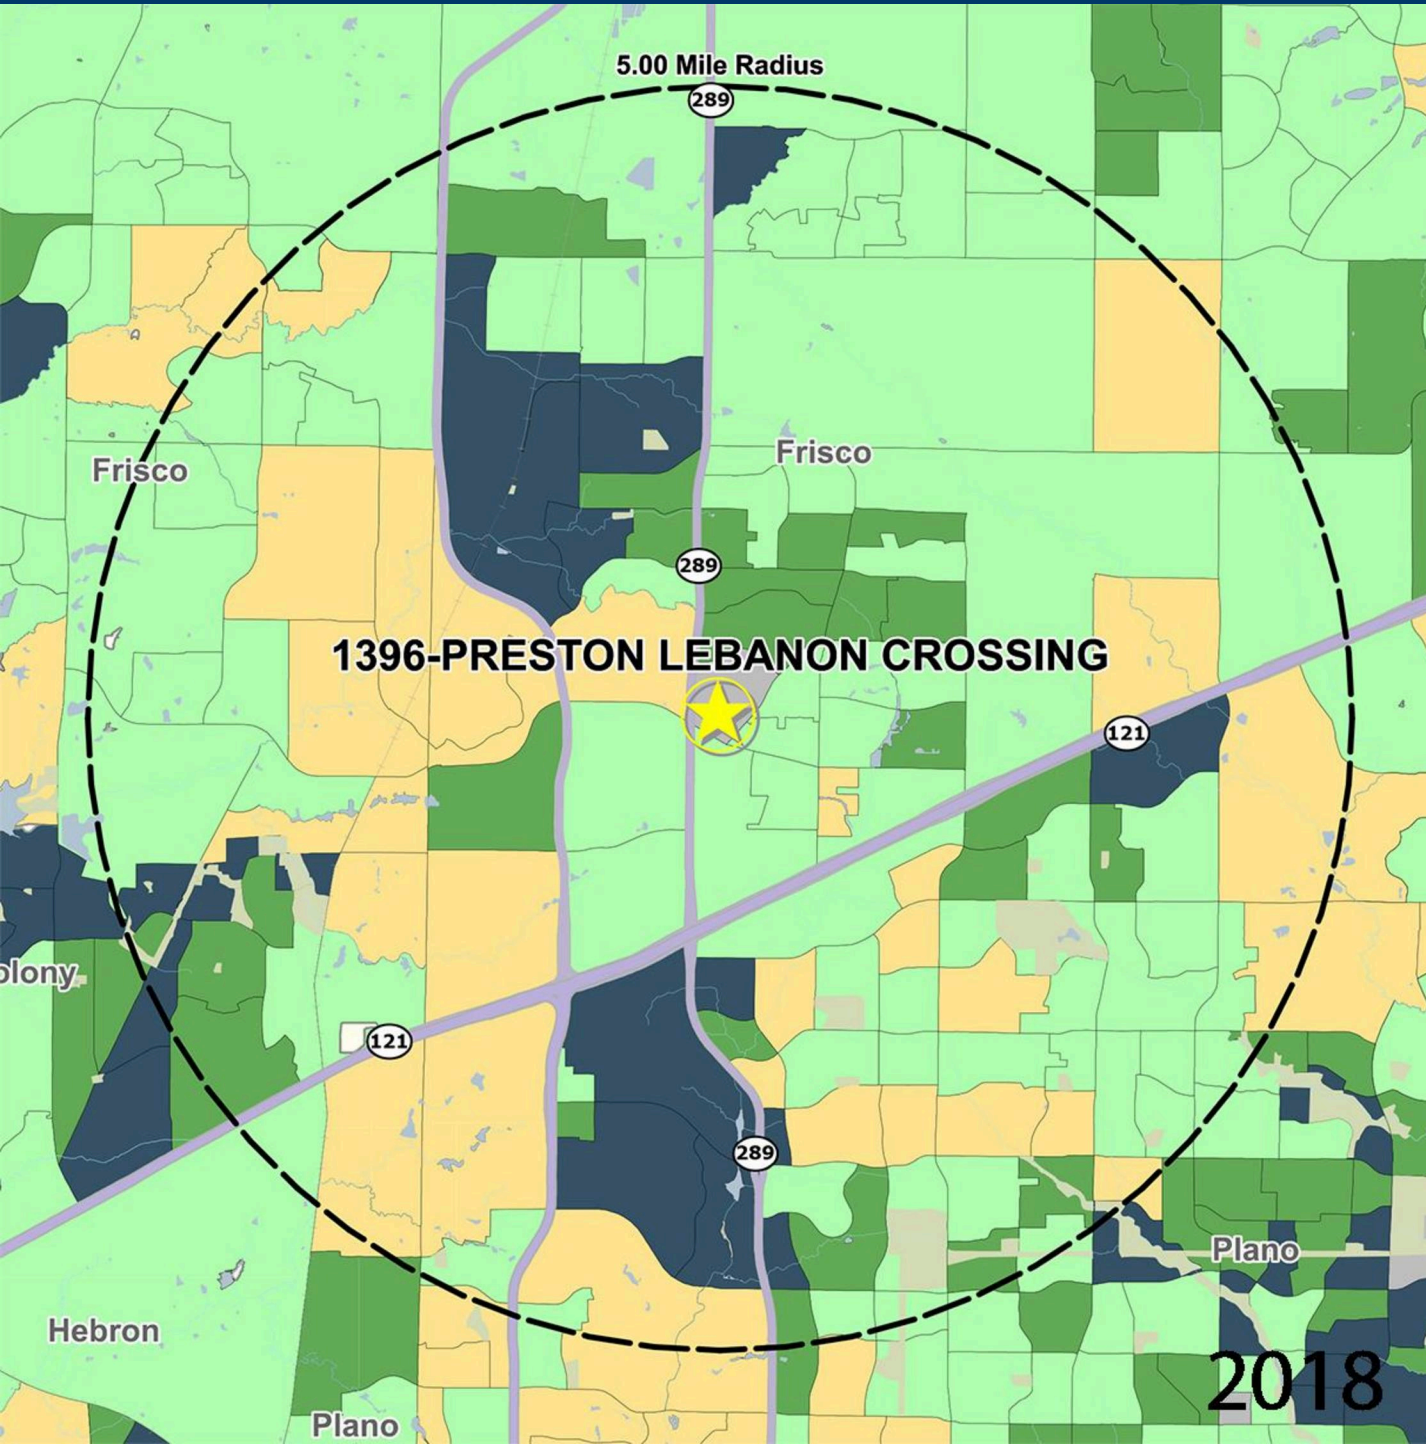 5.00 Mile Radius
289
Frisco
Frisco
289
1396-PRESTON LEBANON CROSSING
121
olony
121
289
Plano
Hebron
2018
Plano